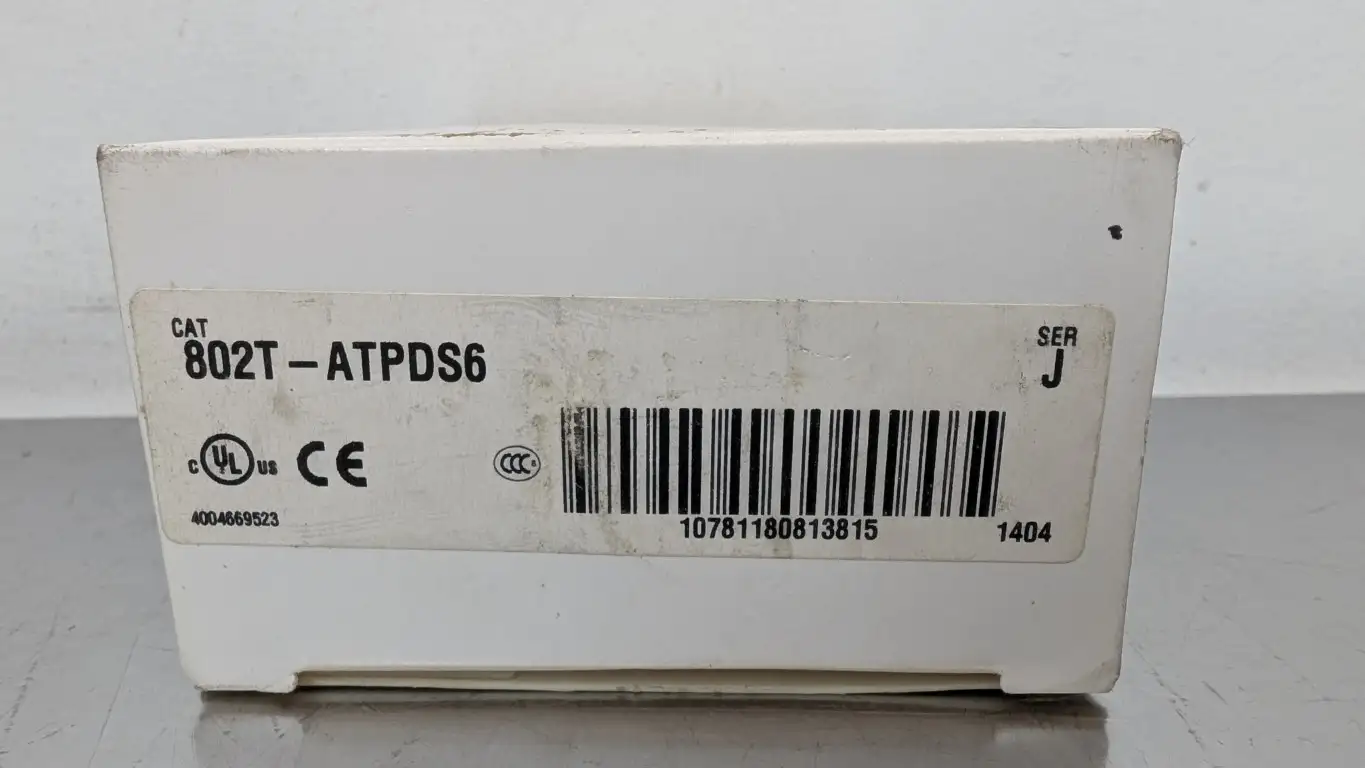 CAT
802T-ATPDS6
SER
J
C UL US CE
CCC S
4004669523
10781180813815
1404